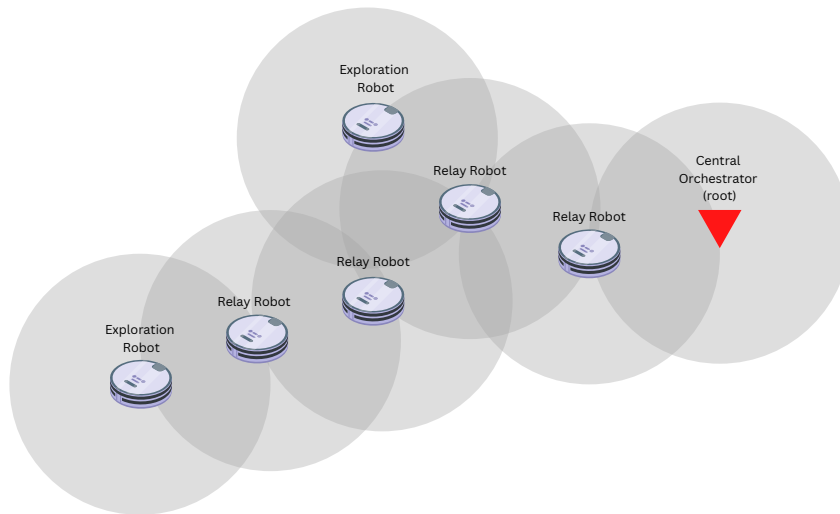 Exploration
Robot
Relay Robot
Central
Orchestrator
(root)
Relay Robot
Relay Robot
Relay Robot
Exploration
Robot